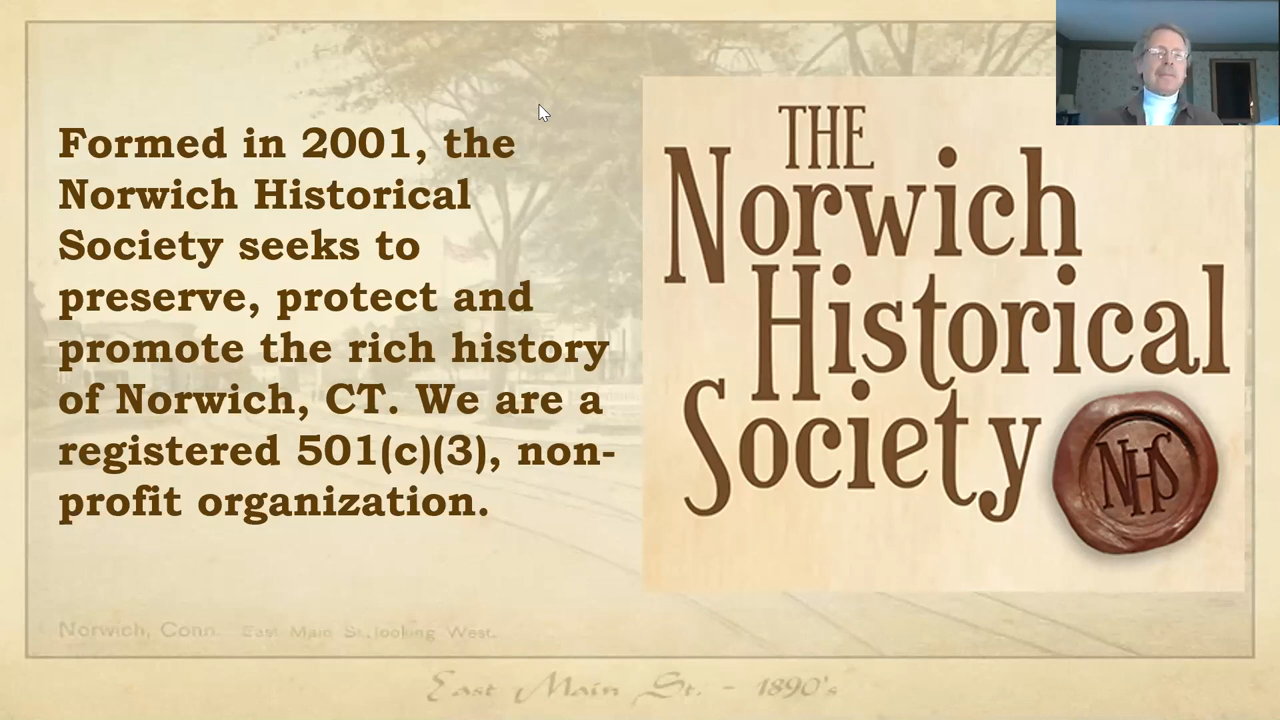 Formed in 2001, the
Norwich Historical
Society seeks to
preserve, protect and
promote the rich history
of Norwich, CT. We are a
registered 501(c)(3), non-
profit organization.
THE
Norwich
Historical
Society
NHS
Norwich, Conn. East Main St., looking West.
East Main St. - 1890's